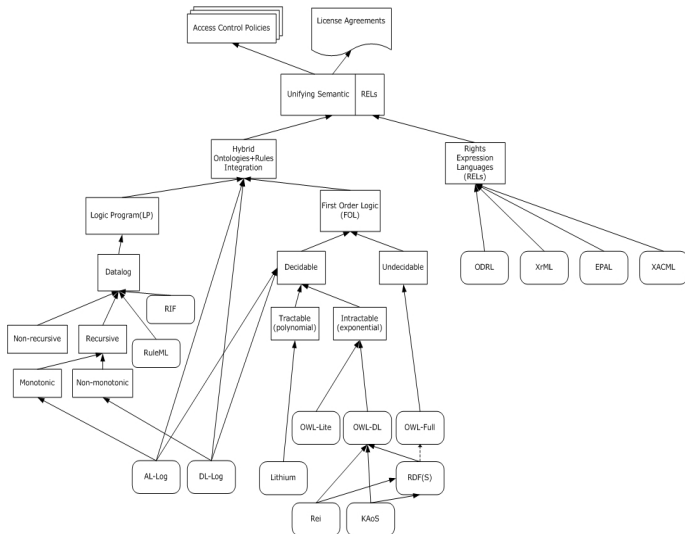 Access Control Policies
License Agreements
Unifying Semantic
RELs
Hybrid
Ontologies+Rules
Integration
Rights
Expression
Languages
(RELs)
Logic Program(LP)
First Order Logic
(FOL)
Datalog
Decidable
Undecidable
ODRL
XrML
EPAL
XACML
RIF
Tractable
(polynomial)
Intractable
(exponential)
Non-recursive
Recursive
RuleML
Monotonic
Non-monotonic
OWL-Lite
OWL-DL
OWL-Full
AL-Log
DL-Log
Lithium
RDF(S)
Rei
KAoS